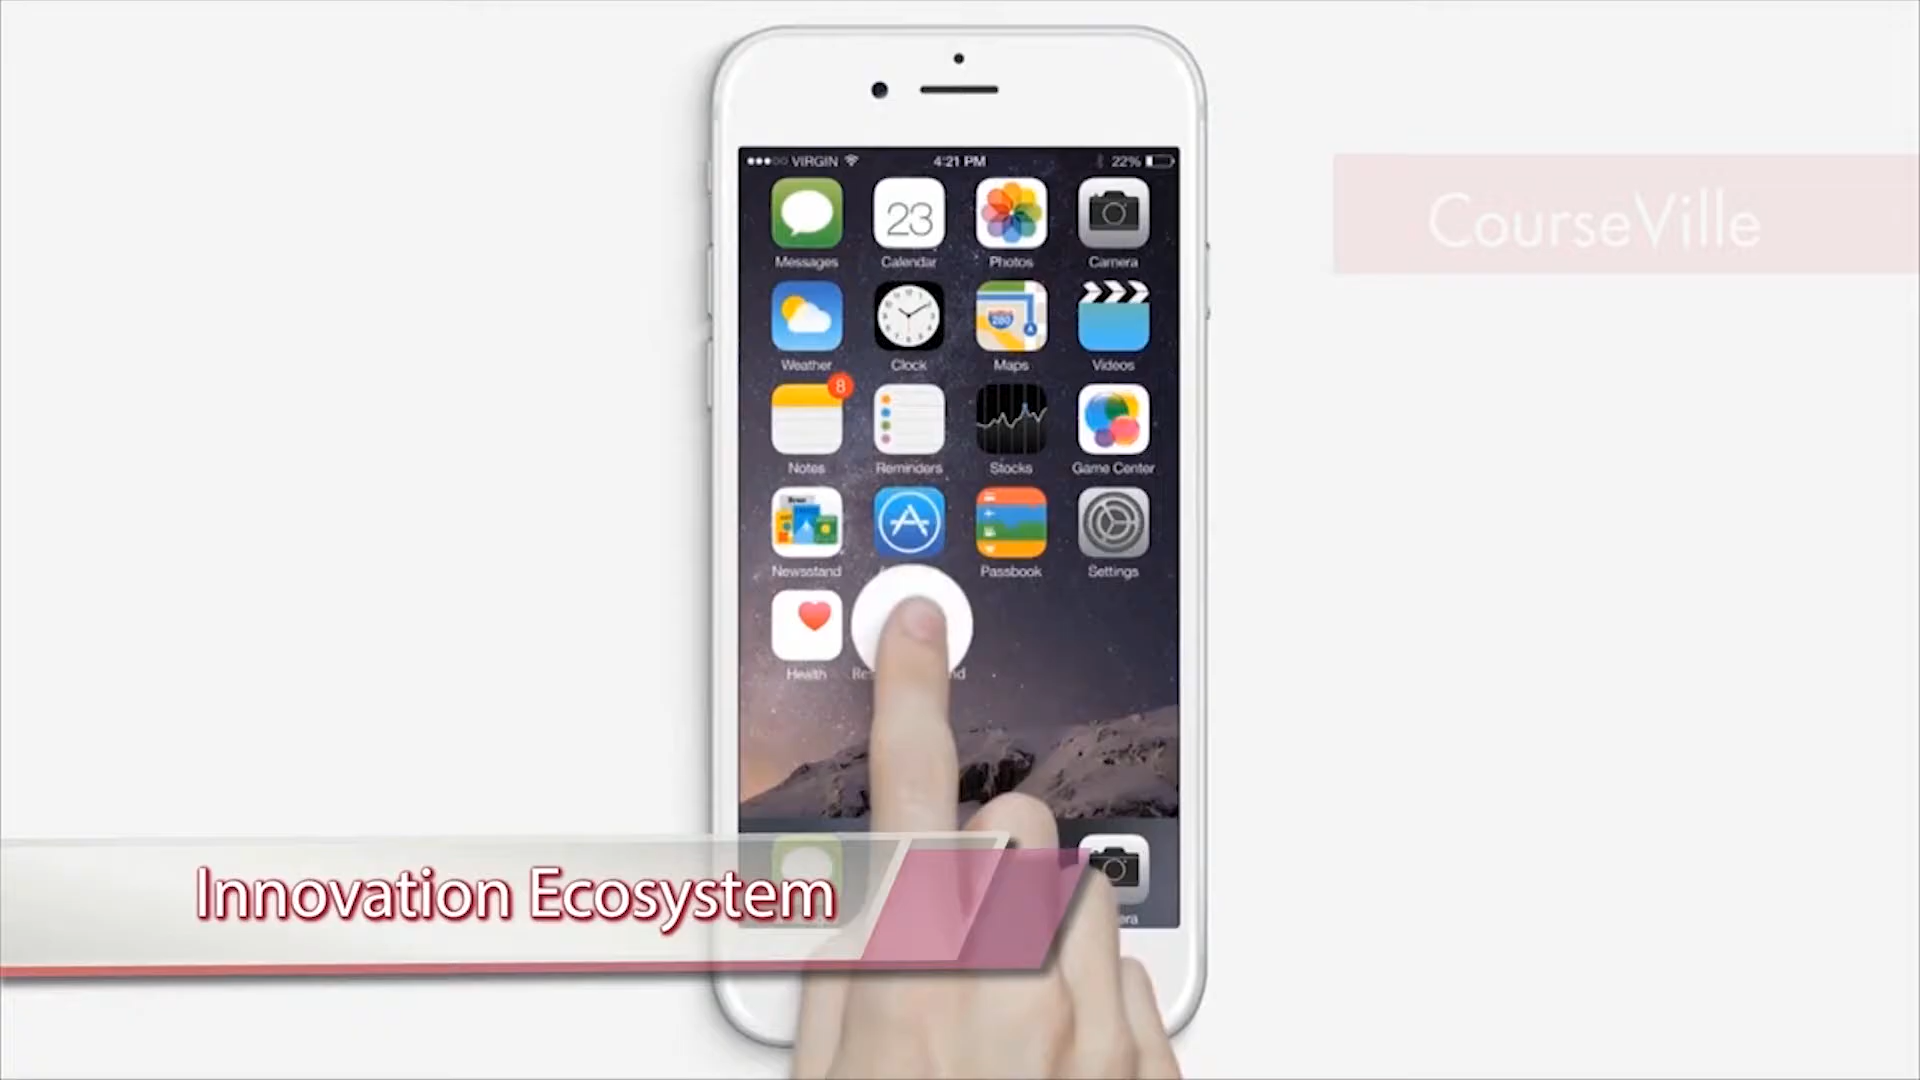 VIRGIN 4:21 PM 22%
23
Messages Calendar Photos Camera
280
Weather Clock Maps Videos
8
Notes Reminders Stocks Game Center
Newsstand Passbook Settings
Health
CourseVille
Innovation Ecosystem